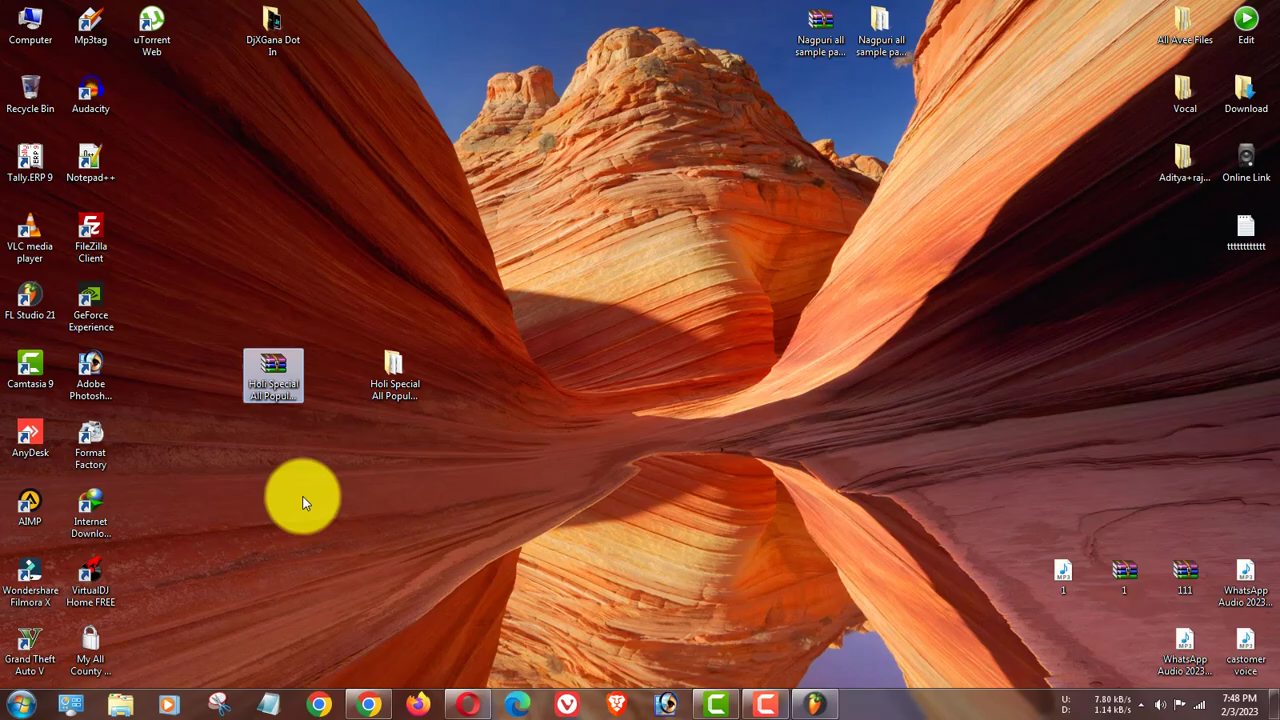 Computer
Mp3tag
uTorrent
Web
DjXGana Dot
In
Nagpuri all
sample pa...
Nagpuri all
sample pa...
All Avee Files
Edit
Recycle Bin
Audacity
Vocal
Download
Tally.ERP 9
Notepad++
Aditya+raj...
Online Link
VLC media
player
FileZilla
Client
tttttttttttt
FL Studio 21
GeForce
Experience
Camtasia 9
Adobe
Photosh...
Holi Special
All Popul...
Holi Special
All Popul...
AnyDesk
Format
Factory
AIMP
Internet
Downlo...
Wondershare
Filmora X
VirtualDJ
Home FREE
MP3
1
1
111
MP3
WhatsApp
Audio 2023...
Grand Theft
Auto V
My All
County ...
MP3
WhatsApp
Audio 2023...
MP3
castomer
voice
U: 7.80 kB/s
D: 1.14 kB/s
7:48 PM
2/3/2023